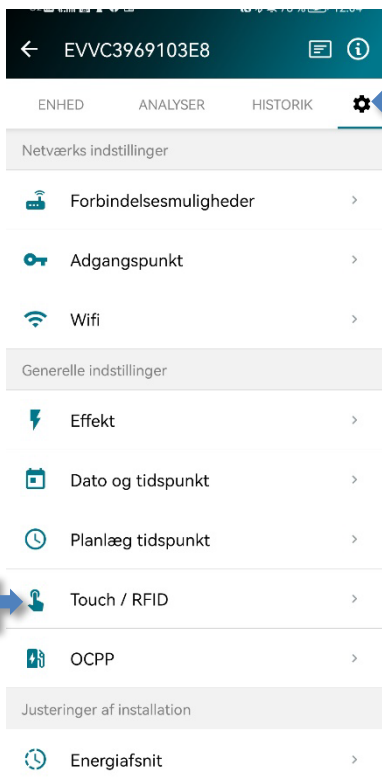 EVVC3969103E8
ENHED ANALYSER HISTORIK
Netværks indstillinger
Forbindelsesmuligheder
Adgangspunkt
Wifi
Generelle indstillinger
Effekt
Dato og tidspunkt
Planlæg tidspunkt
Touch / RFID
OCPP
Justeringer af installation
Energiafsnit